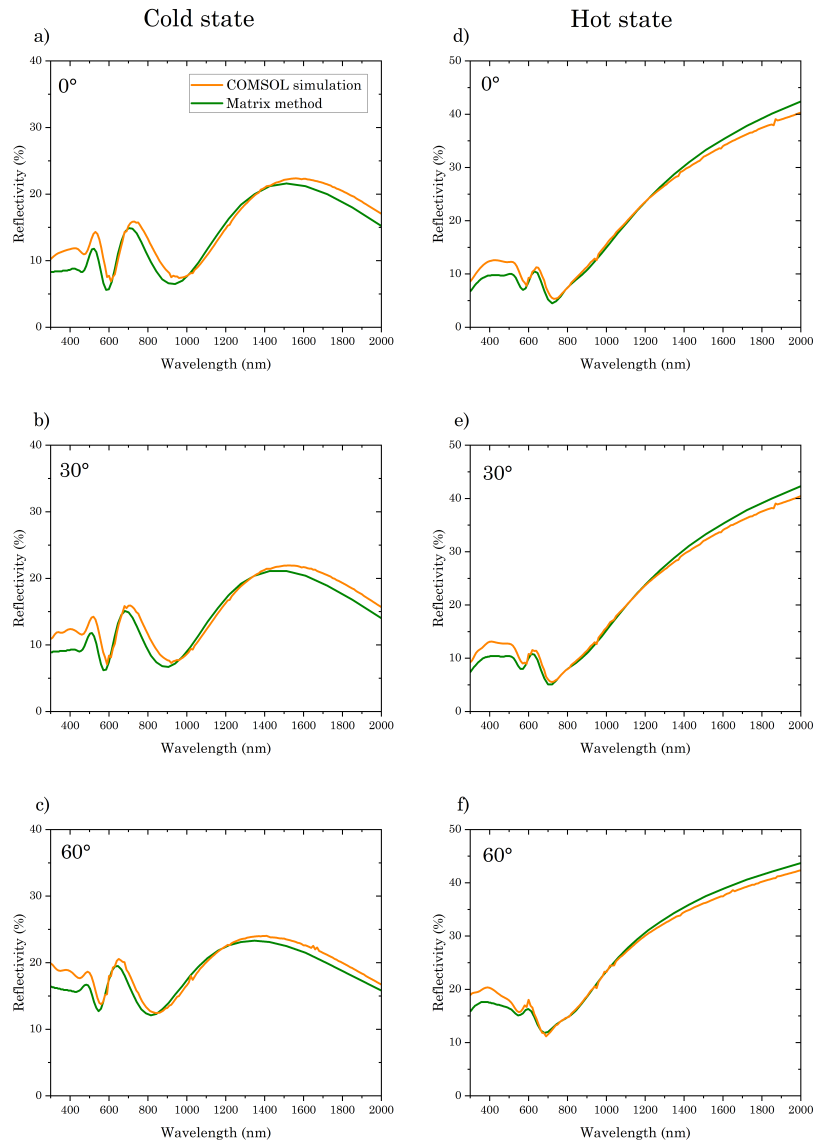 Cold state
Hot state
a)
0°
COMSOL simulation
Matrix method
Reflectivity (%)
40
30
20
10
0
400 600 800 1000 1200 1400 1600 1800 2000
Wavelength (nm)
d)
0°
Reflectivity (%)
50
40
30
20
10
0
400 600 800 1000 1200 1400 1600 1800 2000
Wavelength (nm)
b)
30°
Reflectivity (%)
40
30
20
10
0
400 600 800 1000 1200 1400 1600 1800 2000
Wavelength (nm)
e)
30°
Reflectivity (%)
50
40
30
20
10
0
400 600 800 1000 1200 1400 1600 1800 2000
Wavelength (nm)
c)
60°
Reflectivity (%)
40
30
20
10
0
400 600 800 1000 1200 1400 1600 1800 2000
Wavelength (nm)
f)
60°
Reflectivity (%)
50
40
30
20
10
0
400 600 800 1000 1200 1400 1600 1800 2000
Wavelength (nm)